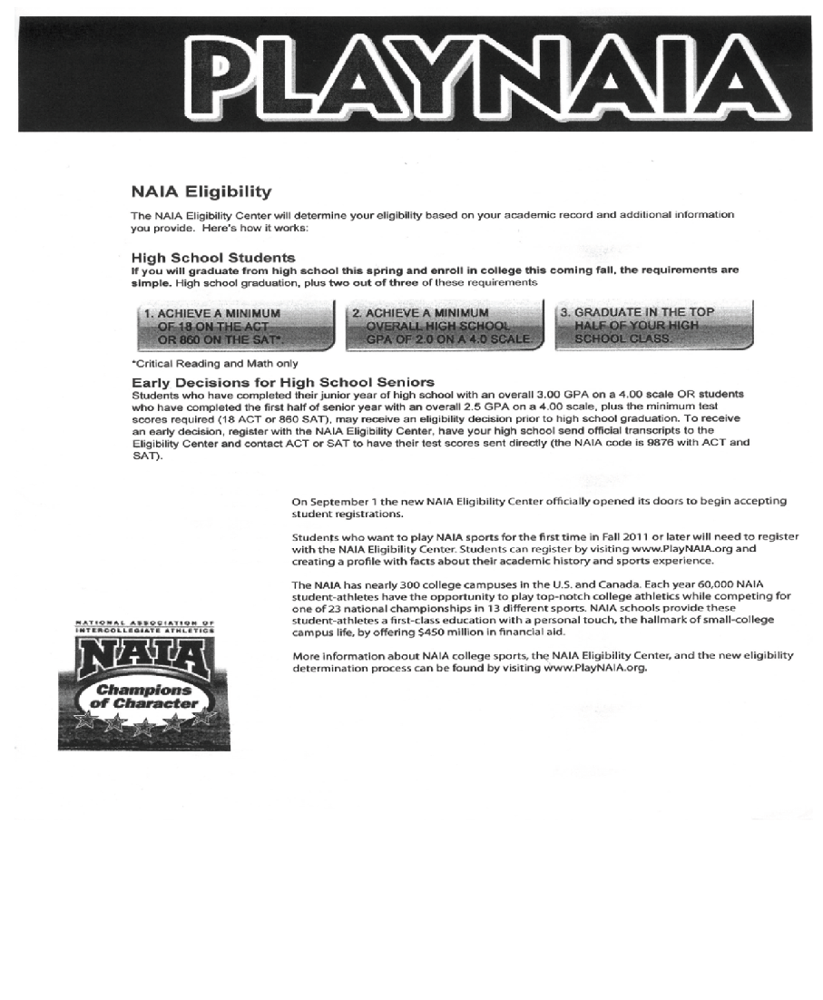 PLAYNAIA
NAIA Eligibility
The NAIA Eligibility Center will determine your eligibility based on your academic record and additional information
you provide. Here's how it works:
High School Students
If you will graduate from high school this spring and enroll in college this coming fall, the requirements are
simple. High school graduation, plus two out of three of these requirements
1. ACHIEVE A MINIMUM
OF 18 ON THE ACT
OR 860 ON THE SAT*.
2. ACHIEVE A MINIMUM
OVERALL HIGH SCHOOL
GPA OF 2.0 ON A 4.0 SCALE.
3. GRADUATE IN THE TOP
HALF OF YOUR HIGH
SCHOOL CLASS.
*Critical Reading and Math only
Early Decisions for High School Seniors
Students who have completed their junior year of high school with an overall 3.00 GPA on a 4.00 scale OR students
who have completed the first half of senior year with an overall 2.5 GPA on a 4.00 scale, plus the minimum test
scores required (18 ACT or 860 SAT), may receive an eligibility decision prior to high school graduation. To receive
an early decision, register with the NAIA Eligibility Center, have your high school send official transcripts to the
Eligibility Center and contact ACT or SAT to have their test scores sent directly (the NAIA code is 9876 with ACT and
SAT).
On September 1 the new NAIA Eligibility Center officially opened its doors to begin accepting
student registrations.
Students who want to play NAIA sports for the first time in Fall 2011 or later will need to register
with the NAIA Eligibility Center. Students can register by visiting www.PlayNAIA.org and
creating a profile with facts about their academic history and sports experience.
The NAIA has nearly 300 college campuses in the U.S. and Canada. Each year 60,000 NAIA
student-athletes have the opportunity to play top-notch college athletics while competing for
one of 23 national championships in 13 different sports. NAIA schools provide these
student-athletes a first-class education with a personal touch, the hallmark of small-college
campus life, by offering $450 million in financial aid.
More information about NAIA college sports, the NAIA Eligibility Center, and the new eligibility
determination process can be found by visiting www.PlayNAIA.org.
NATIONAL ASSOCIATION OF
INTERCOLLEGIATE ATHLETICS
NAIA
Champions
of Character